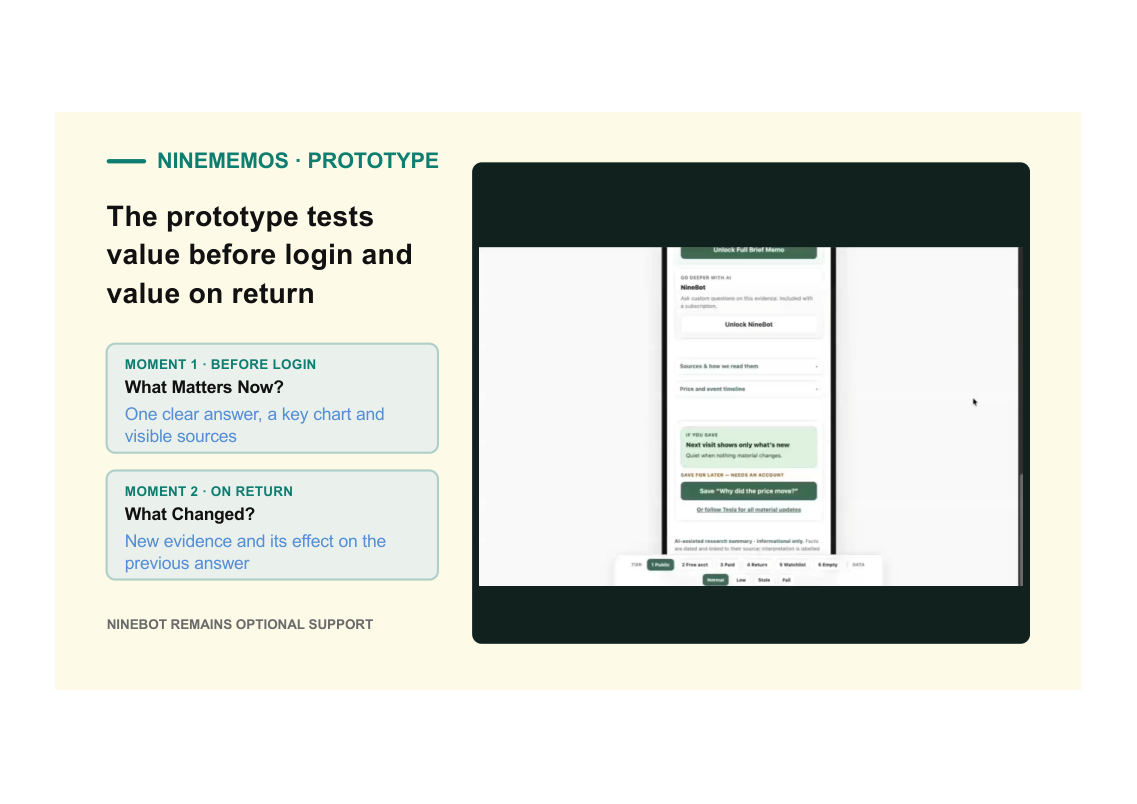 NINEMEMOS · PROTOTYPE
The prototype tests
value before login and
value on return
MOMENT 1 · BEFORE LOGIN
What Matters Now?
One clear answer, a key chart and
visible sources
MOMENT 2 · ON RETURN
What Changed?
New evidence and its effect on the
previous answer
NINEBOT REMAINS OPTIONAL SUPPORT
Unlock Full Brief Memo
GO DEEPER WITH AI
NineBot
Ask custom questions on this evidence. Included with
a subscription.
Unlock NineBot
Sources & how we read them
Price and event timeline
IF YOU SAVE
Next visit shows only what's new
Quiet when nothing material changes.
SAVE FOR LATER — NEEDS AN ACCOUNT
Save "Why did the price move?"
Or follow Tesla for all material updates
AI-assisted research summary · informational only. Facts
are dated and linked to their source; interpretation is labelled
TIER 1 Public 2 Free acct 3 Paid 4 Return 5 Watchlist 6 Empty DATA
Normal Low Stale Fail